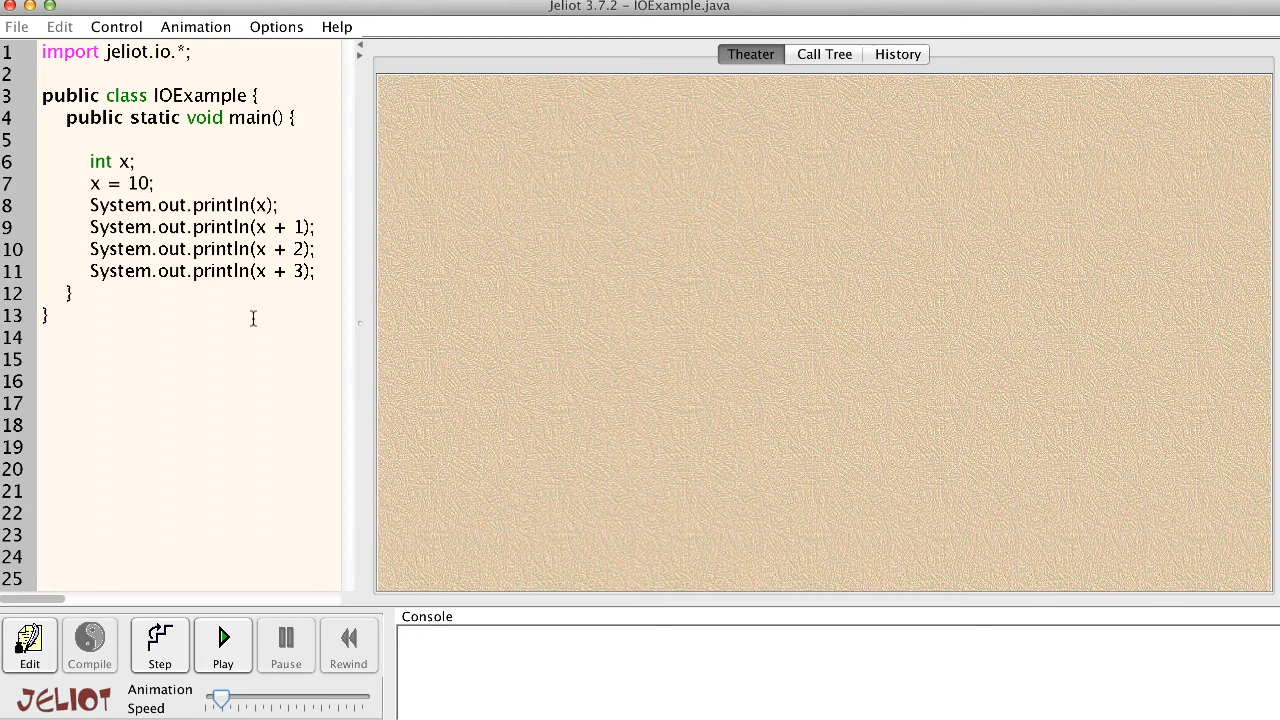 Jeliot 3.7.2 - IOExample.java
File Edit Control Animation Options Help
1 import jeliot.io.*;
2
3 public class IOExample {
4 public static void main() {
5
6 int x;
7 x = 10;
8 System.out.println(x);
9 System.out.println(x + 1);
10 System.out.println(x + 2);
11 System.out.println(x + 3);
12 }
13 }
14
15
16
17
18
19
20
21
22
23
24
25
Theater Call Tree History
Edit Compile Step Play Pause Rewind
JELIOT
Animation
Speed
Console